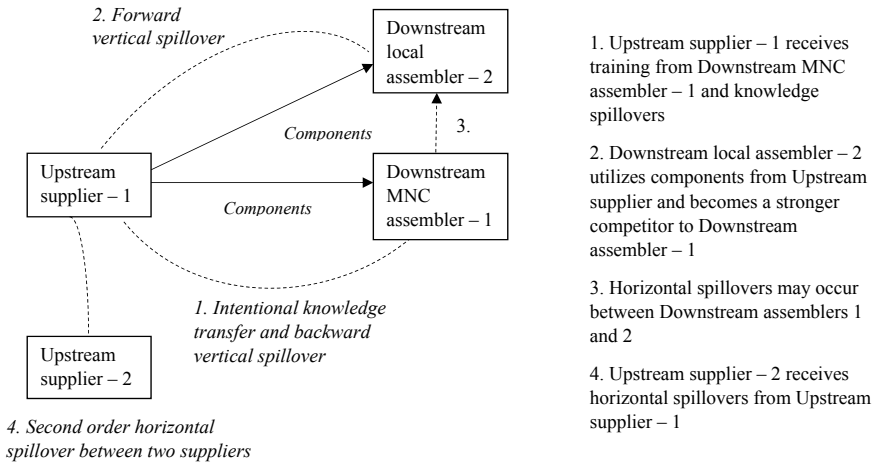 2. Forward
vertical spillover
Downstream
local
assembler – 2
Components
3.
Upstream
supplier – 1
Downstream
MNC
assembler – 1
Components
1. Intentional knowledge
transfer and backward
vertical spillover
Upstream
supplier – 2
4. Second order horizontal
spillover between two suppliers
1. Upstream supplier – 1 receives
training from Downstream MNC
assembler – 1 and knowledge
spillovers
2. Downstream local assembler – 2
utilizes components from Upstream
supplier and becomes a stronger
competitor to Downstream
assembler – 1
3. Horizontal spillovers may occur
between Downstream assemblers 1
and 2
4. Upstream supplier – 2 receives
horizontal spillovers from Upstream
supplier – 1